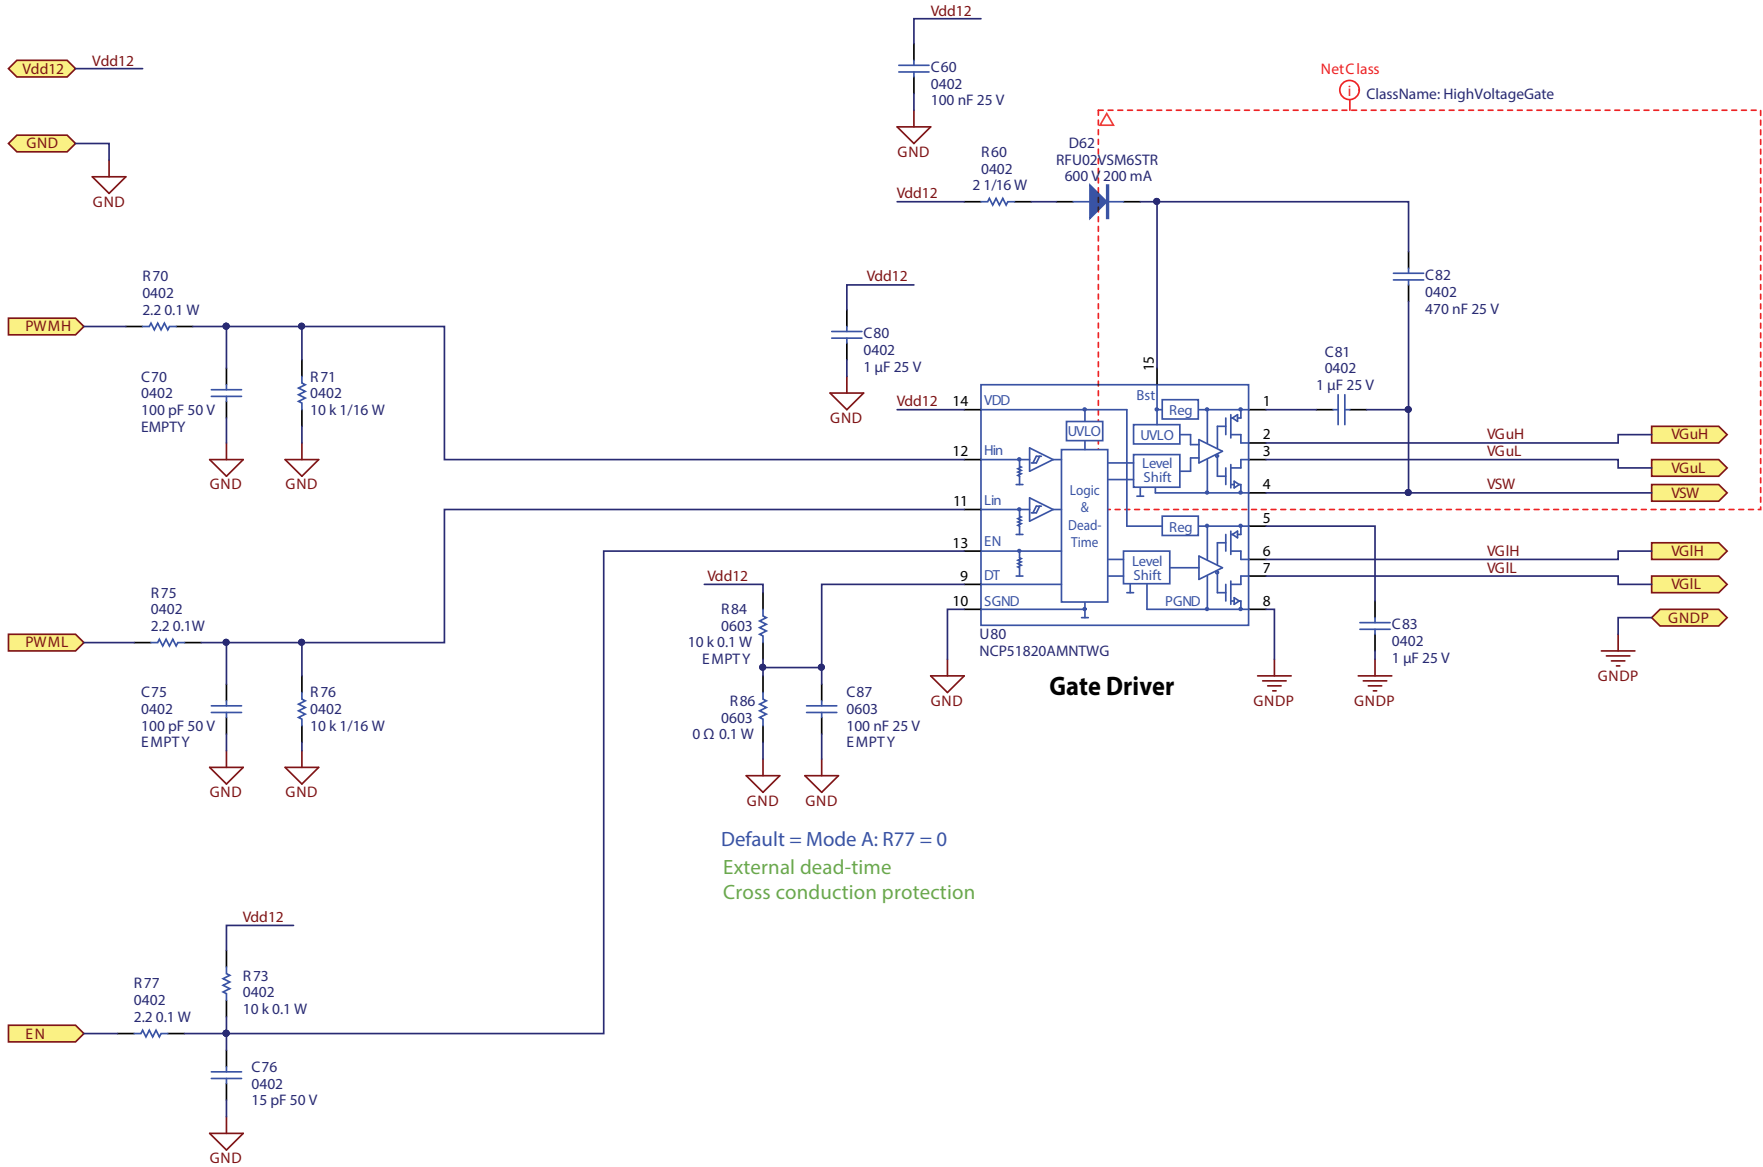 Vdd12
Vdd12
Vdd12
C60
0402
100 nF 25 V
GND
NetClass
i
ClassName: HighVoltageGate
GND
GND
D62
RFU02VSM6STR
600 V 200 mA
R60
0402
2 1/16 W
Vdd12
R70
0402
2.2 0.1 W
PWMH
C70
0402
100 pF 50 V
EMPTY
R71
0402
10 k 1/16 W
GND
GND
Vdd12
C80
0402
1 µF 25 V
GND
C82
0402
470 nF 25 V
C81
0402
1 µF 25 V
15
Vdd12
14
VDD
Bst
Reg
1
UVLO
UVLO
2
VGuH
VGuH
12
Hin
3
VGuL
VGuL
Level
Shift
4
VSW
VSW
11
Lin
Logic
&
Dead-
Time
Reg
5
13
EN
6
VGlH
VGlH
Level
Shift
7
VGlL
VGlL
9
DT
10
SGND
PGND
8
U80
NCP51820AMNTWG
Gate Driver
GND
GNDP
C83
0402
1 µF 25 V
GNDP
GNDP
GNDP
R75
0402
2.2 0.1W
PWML
C75
0402
100 pF 50 V
EMPTY
R76
0402
10 k 1/16 W
GND
GND
Vdd12
R84
0603
10 k 0.1 W
EMPTY
R86
0603
0 Ω 0.1 W
C87
0603
100 nF 25 V
EMPTY
GND
GND
Default = Mode A: R77 = 0
External dead-time
Cross conduction protection
Vdd12
R77
0402
2.2 0.1 W
R73
0402
10 k 0.1 W
EN
C76
0402
15 pF 50 V
GND